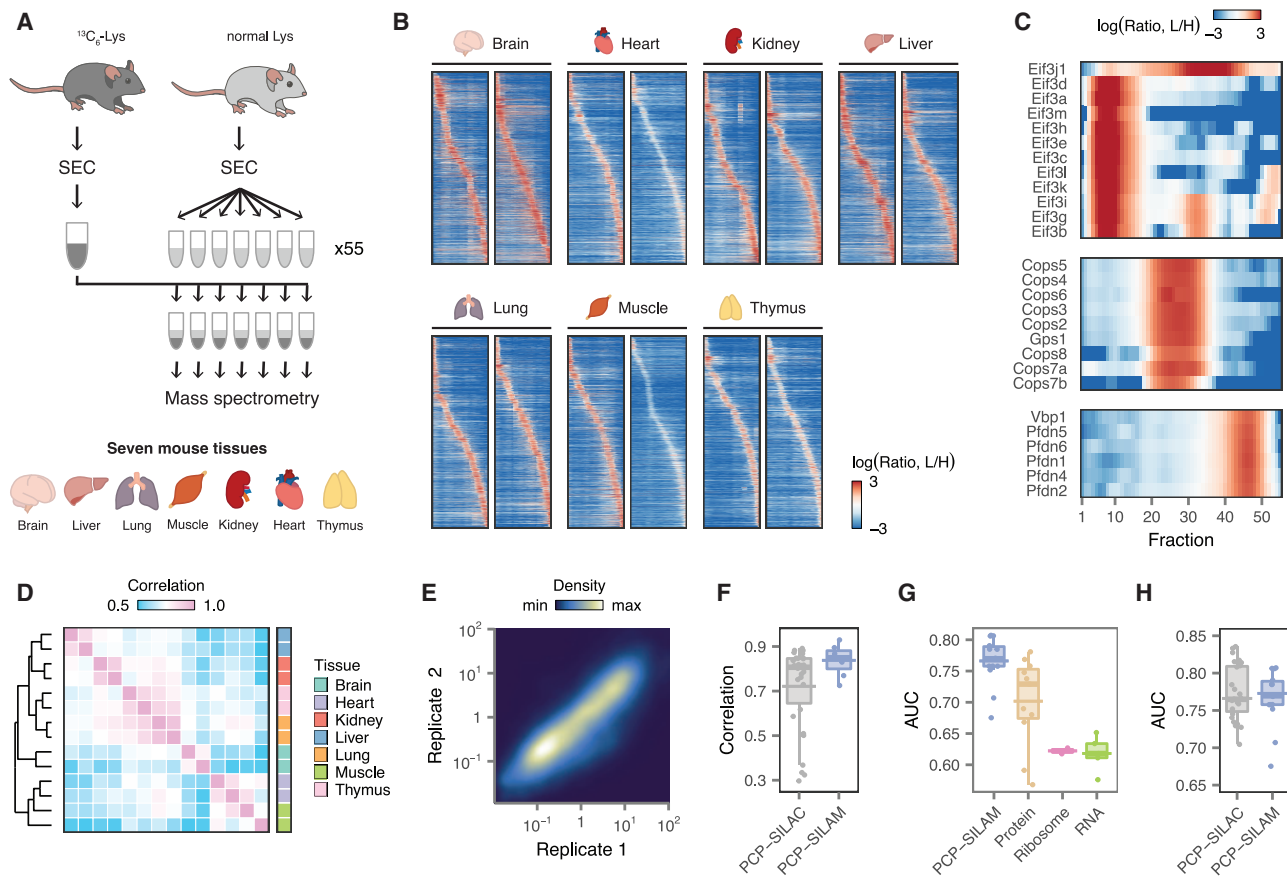 A
¹³C₆-Lys
normal Lys
SEC
SEC
x55
Mass spectrometry
Seven mouse tissues
Brain
Liver
Lung
Muscle
Kidney
Heart
Thymus
B
Brain
Heart
Kidney
Liver
Lung
Muscle
Thymus
log(Ratio, L/H)
3
−3
C
log(Ratio, L/H)
−3
3
Eif3j1
Eif3d
Eif3a
Eif3m
Eif3h
Eif3e
Eif3c
Eif3l
Eif3k
Eif3i
Eif3g
Eif3b
Cops5
Cops4
Cops6
Cops3
Cops2
Gps1
Cops8
Cops7a
Cops7b
Vbp1
Pfdn5
Pfdn6
Pfdn1
Pfdn4
Pfdn2
1 10 20 30 40 50
Fraction
D
Correlation
0.5
1.0
Tissue
Brain
Heart
Kidney
Liver
Lung
Muscle
Thymus
E
Density
min
max
10²
10¹
1
10⁻¹
Replicate 2
10⁻¹ 1 10¹ 10²
Replicate 1
F
Correlation
0.9
0.7
0.5
0.3
PCP−SILAC
PCP−SILAM
G
AUC
0.80
0.75
0.70
0.65
0.60
PCP−SILAM
Protein
Ribosome
RNA
H
AUC
0.85
0.80
0.75
0.70
0.65
PCP−SILAC
PCP−SILAM